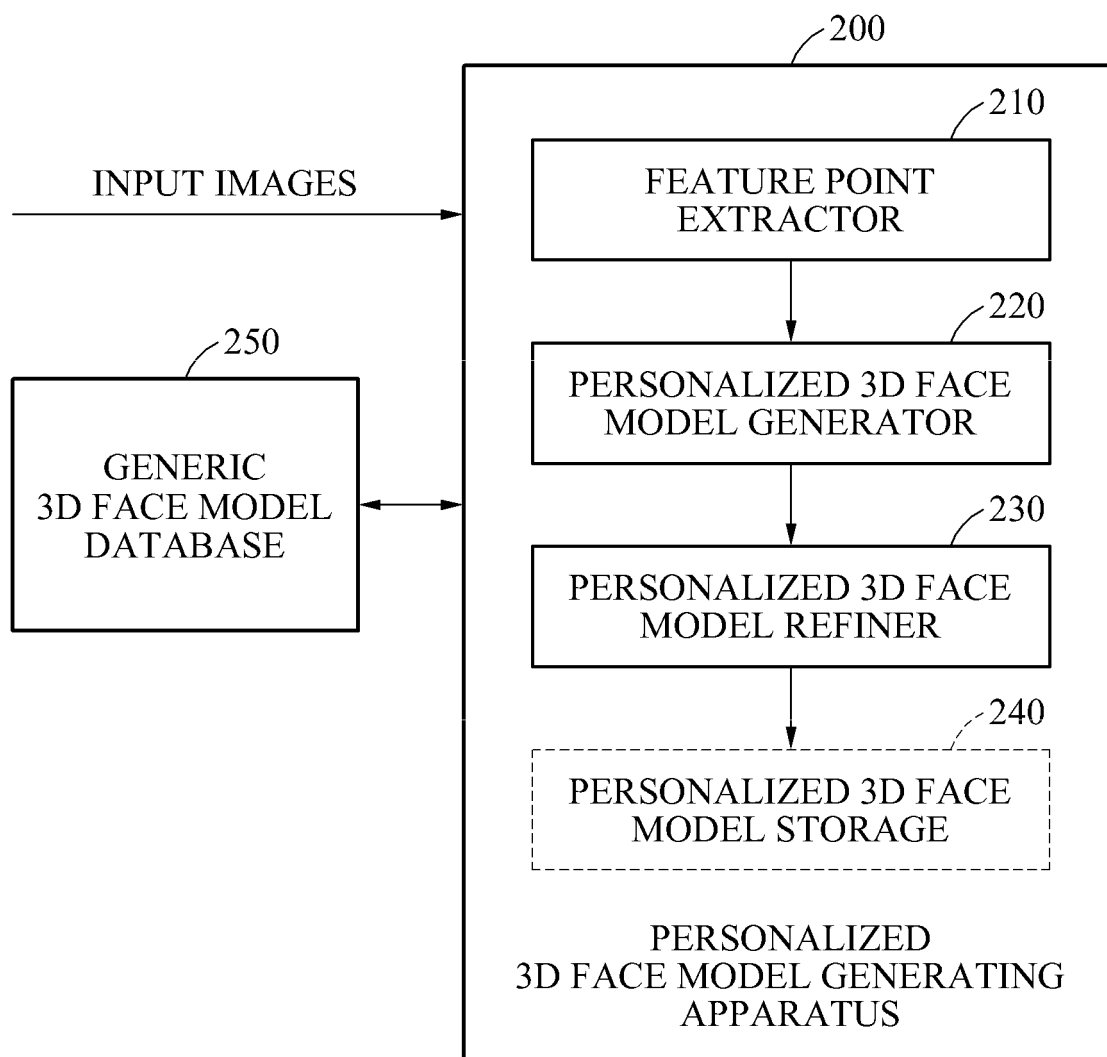 200
210
INPUT IMAGES
FEATURE POINT
EXTRACTOR
220
250
PERSONALIZED 3D FACE
MODEL GENERATOR
GENERIC
3D FACE MODEL
DATABASE
230
PERSONALIZED 3D FACE
MODEL REFINER
240
PERSONALIZED 3D FACE
MODEL STORAGE
PERSONALIZED
3D FACE MODEL GENERATING
APPARATUS